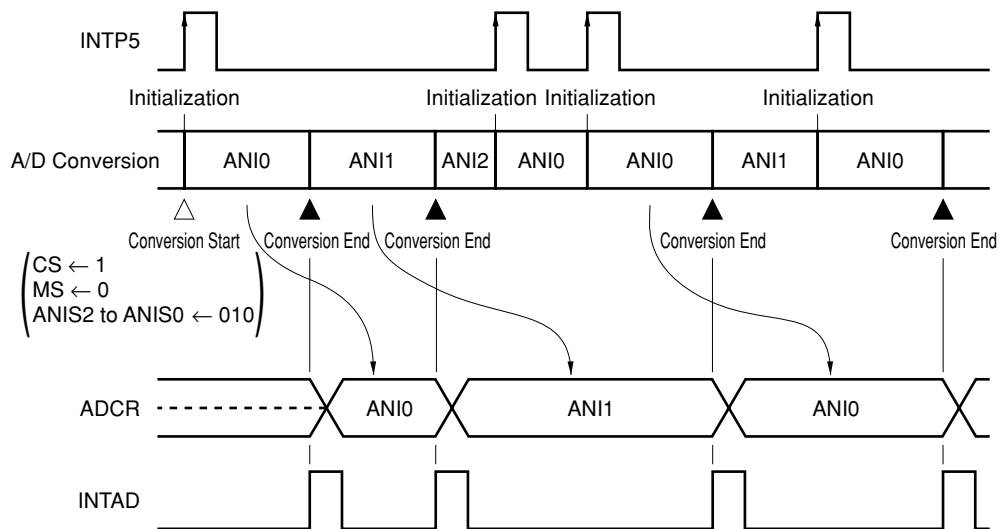 INTP5
Initialization Initialization Initialization Initialization
A/D Conversion ANI0 ANI1 ANI2 ANI0 ANI0 ANI1 ANI0
Conversion Start Conversion End Conversion End Conversion End Conversion End
CS ← 1
MS ← 0
ANIS2 to ANIS0 ← 010
ADCR ANI0 ANI1 ANI0
INTAD